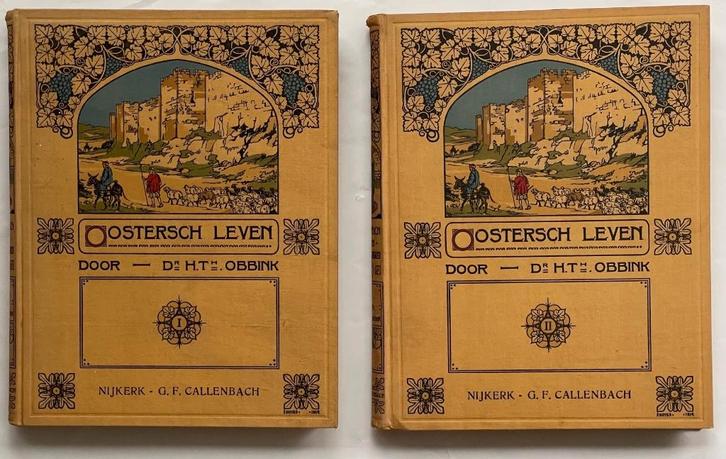 OOSTERSCH LEVEN
DOOR — DR H.TH. OBBINK
I
NIJKERK - G. F. CALLENBACH
OOSTERSCH LEVEN
DOOR — DR H.TH. OBBINK
II
NIJKERK - G. F. CALLENBACH